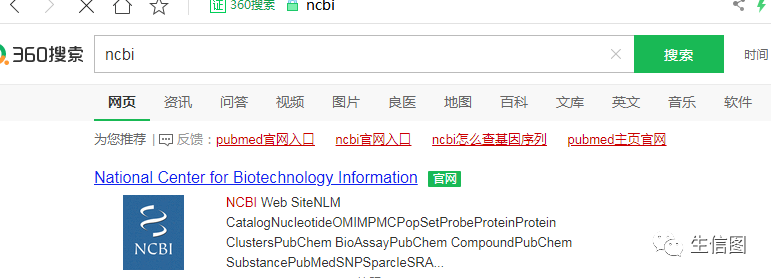 证 360搜索 ncbi
360搜索 ncbi 搜索 时间
网页 资讯 问答 视频 图片 良医 地图 百科 文库 英文 音乐 软件
为您推荐 反馈：pubmed官网入口 ncbi官网入口 ncbi怎么查基因序列 pubmed主页官网
National Center for Biotechnology Information 官网
NCBI Web SiteNLM
CatalogNucleotideOMIMPMCPopSetProbeProteinProtein
ClustersPubChem BioAssayPubChem CompoundPubChem
SubstancePubMedSNPSparcleSRA...
NCBI
生信图